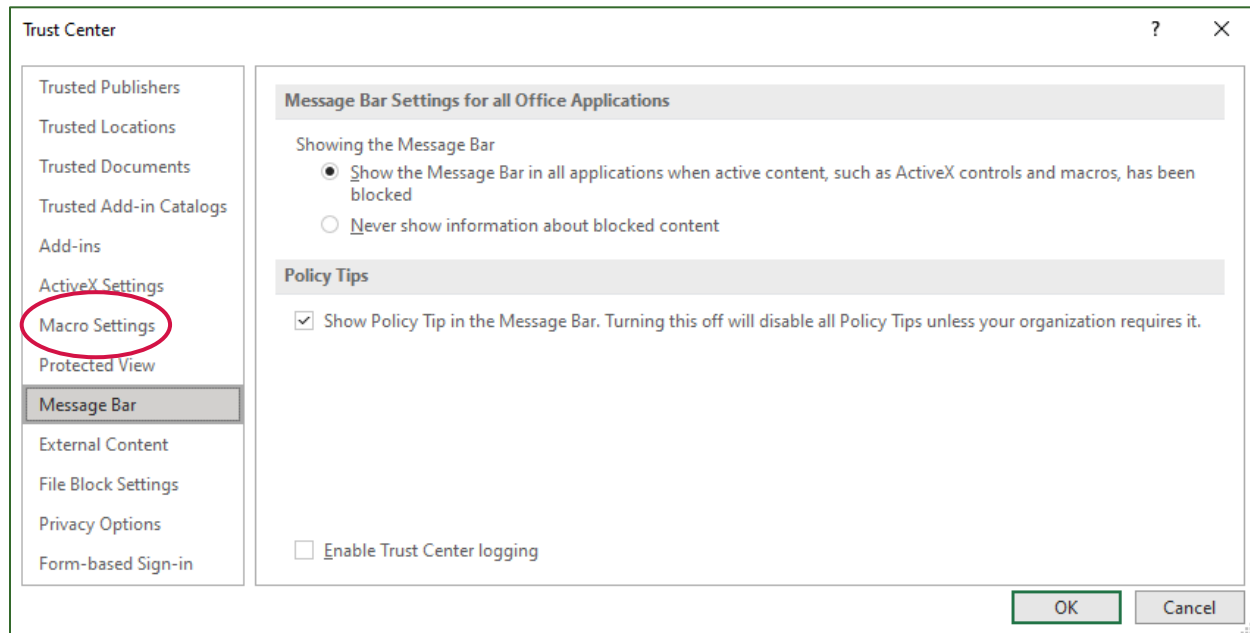 Trust Center
?
Trusted Publishers
Trusted Locations
Trusted Documents
Trusted Add-in Catalogs
Add-ins
ActiveX Settings
Macro Settings
Protected View
Message Bar
External Content
File Block Settings
Privacy Options
Form-based Sign-in
Message Bar Settings for all Office Applications
Showing the Message Bar
Show the Message Bar in all applications when active content, such as ActiveX controls and macros, has been
blocked
Never show information about blocked content
Policy Tips
Show Policy Tip in the Message Bar. Turning this off will disable all Policy Tips unless your organization requires it.
Enable Trust Center logging
OK
Cancel